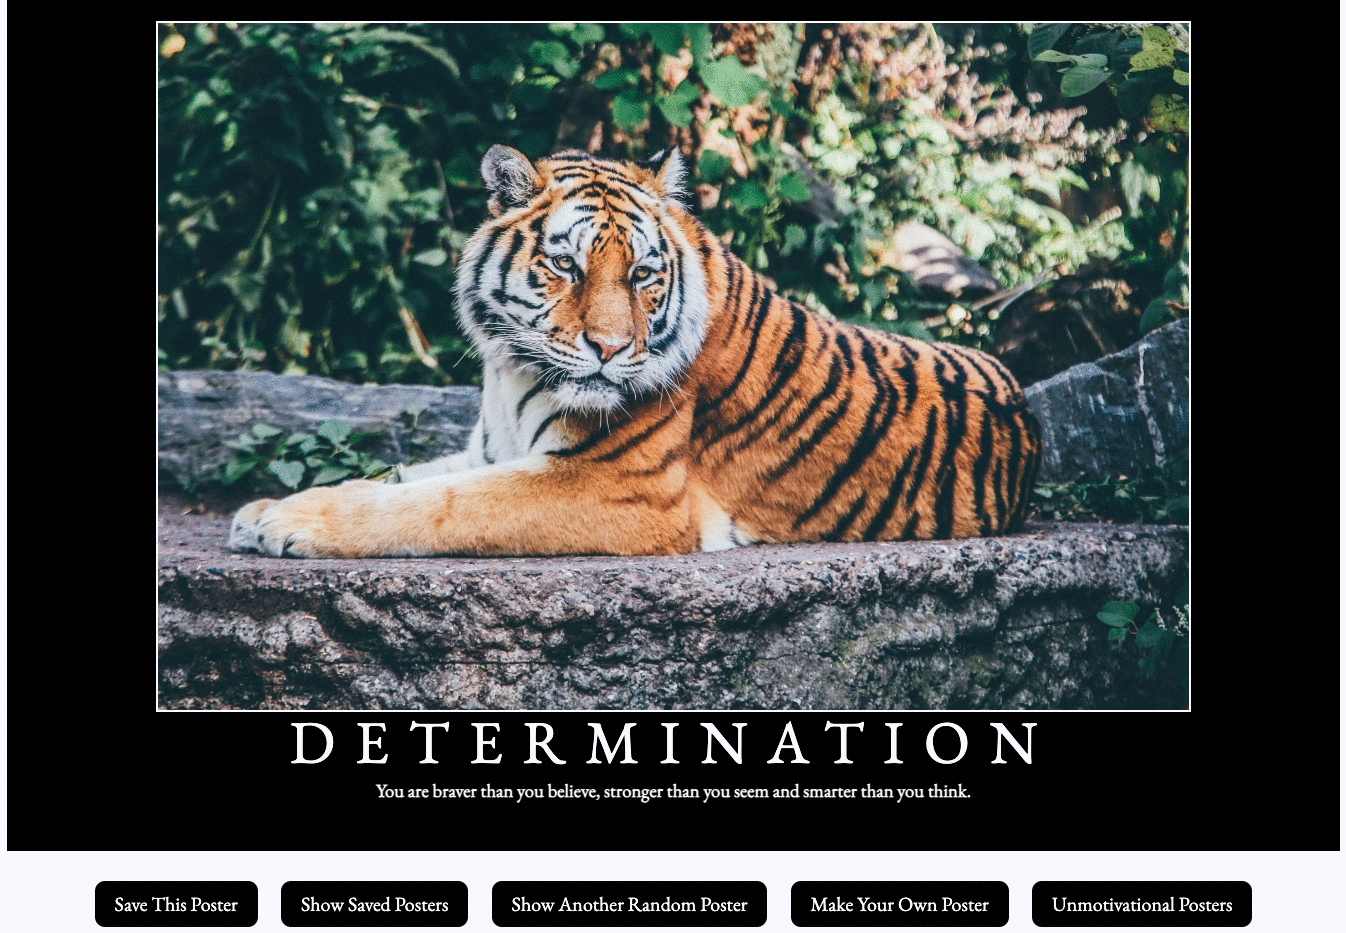 DETERMINATION
You are braver than you believe, stronger than you seem and smarter than you think.
Save This Poster
Show Saved Posters
Show Another Random Poster
Make Your Own Poster
Unmotivational Posters